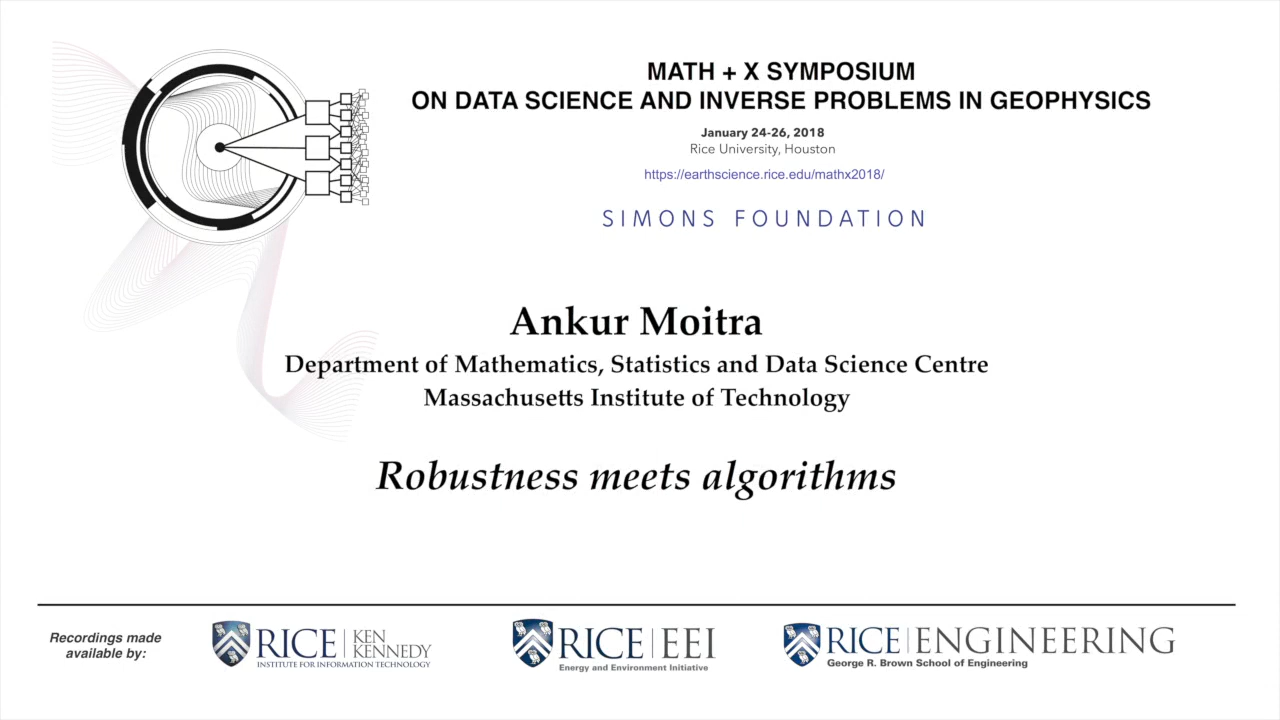 MATH + X SYMPOSIUM
ON DATA SCIENCE AND INVERSE PROBLEMS IN GEOPHYSICS
January 24-26, 2018
Rice University, Houston
https://earthscience.rice.edu/mathx2018/
SIMONS FOUNDATION
Ankur Moitra
Department of Mathematics, Statistics and Data Science Centre
Massachusetts Institute of Technology
Robustness meets algorithms
Recordings made
available by:
RICE KEN
KENNEDY
INSTITUTE FOR INFORMATION TECHNOLOGY
RICE EEI
Energy and Environment Initiative
RICE ENGINEERING
George R. Brown School of Engineering